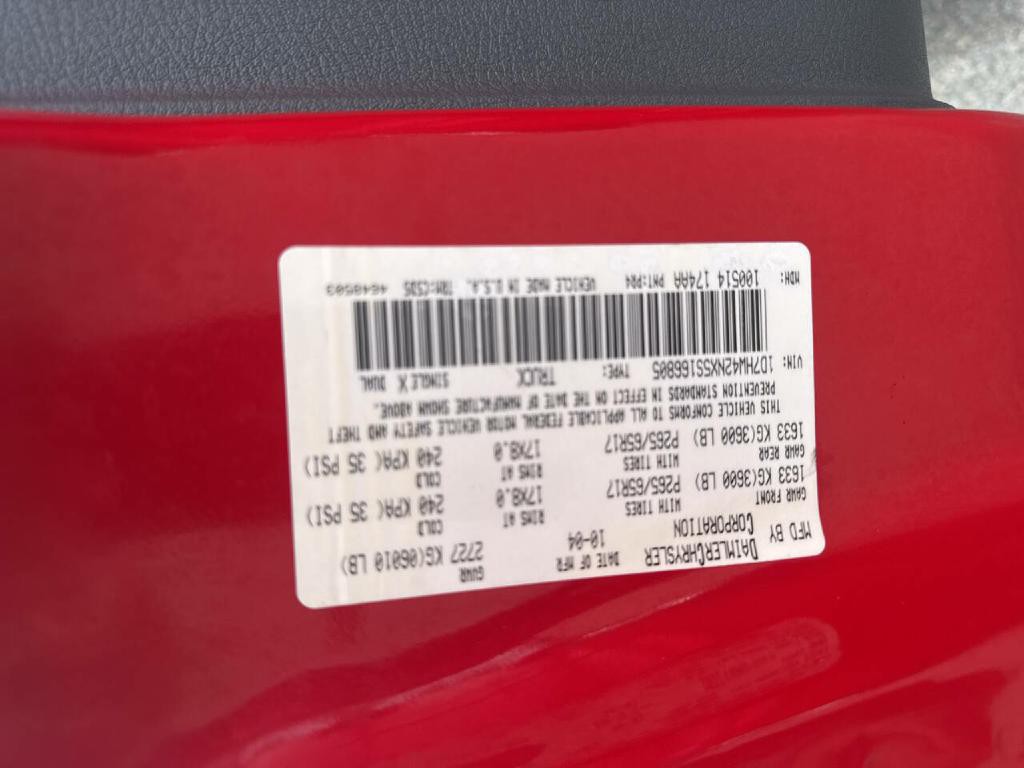 MFD BY DAIMLERCHRYSLER CORPORATION DATE OF MFR 10-04 GVWR 2727 KG(06010 LB)
GAWR FRONT WITH TIRES RIMS AT COLD
1633 KG(3600 LB) P265/65R17 17X8.0 240 KPA( 35 PSI)
GAWR REAR WITH TIRES RIMS AT COLD
1633 KG(3600 LB) P265/65R17 17X8.0 240 KPA( 35 PSI)
THIS VEHICLE CONFORMS TO ALL APPLICABLE FEDERAL MOTOR VEHICLE SAFETY AND THEFT
PREVENTION STANDARDS IN EFFECT ON THE DATE OF MANUFACTURE SHOWN ABOVE.
VIN: 1D7HW42NX5S166805 TYPE: TRUCK SINGLE X DUAL
MDH: 100514 174AA PNT:PR4 VEHICLE MADE IN U.S.A. TRM:C5D5 4648503